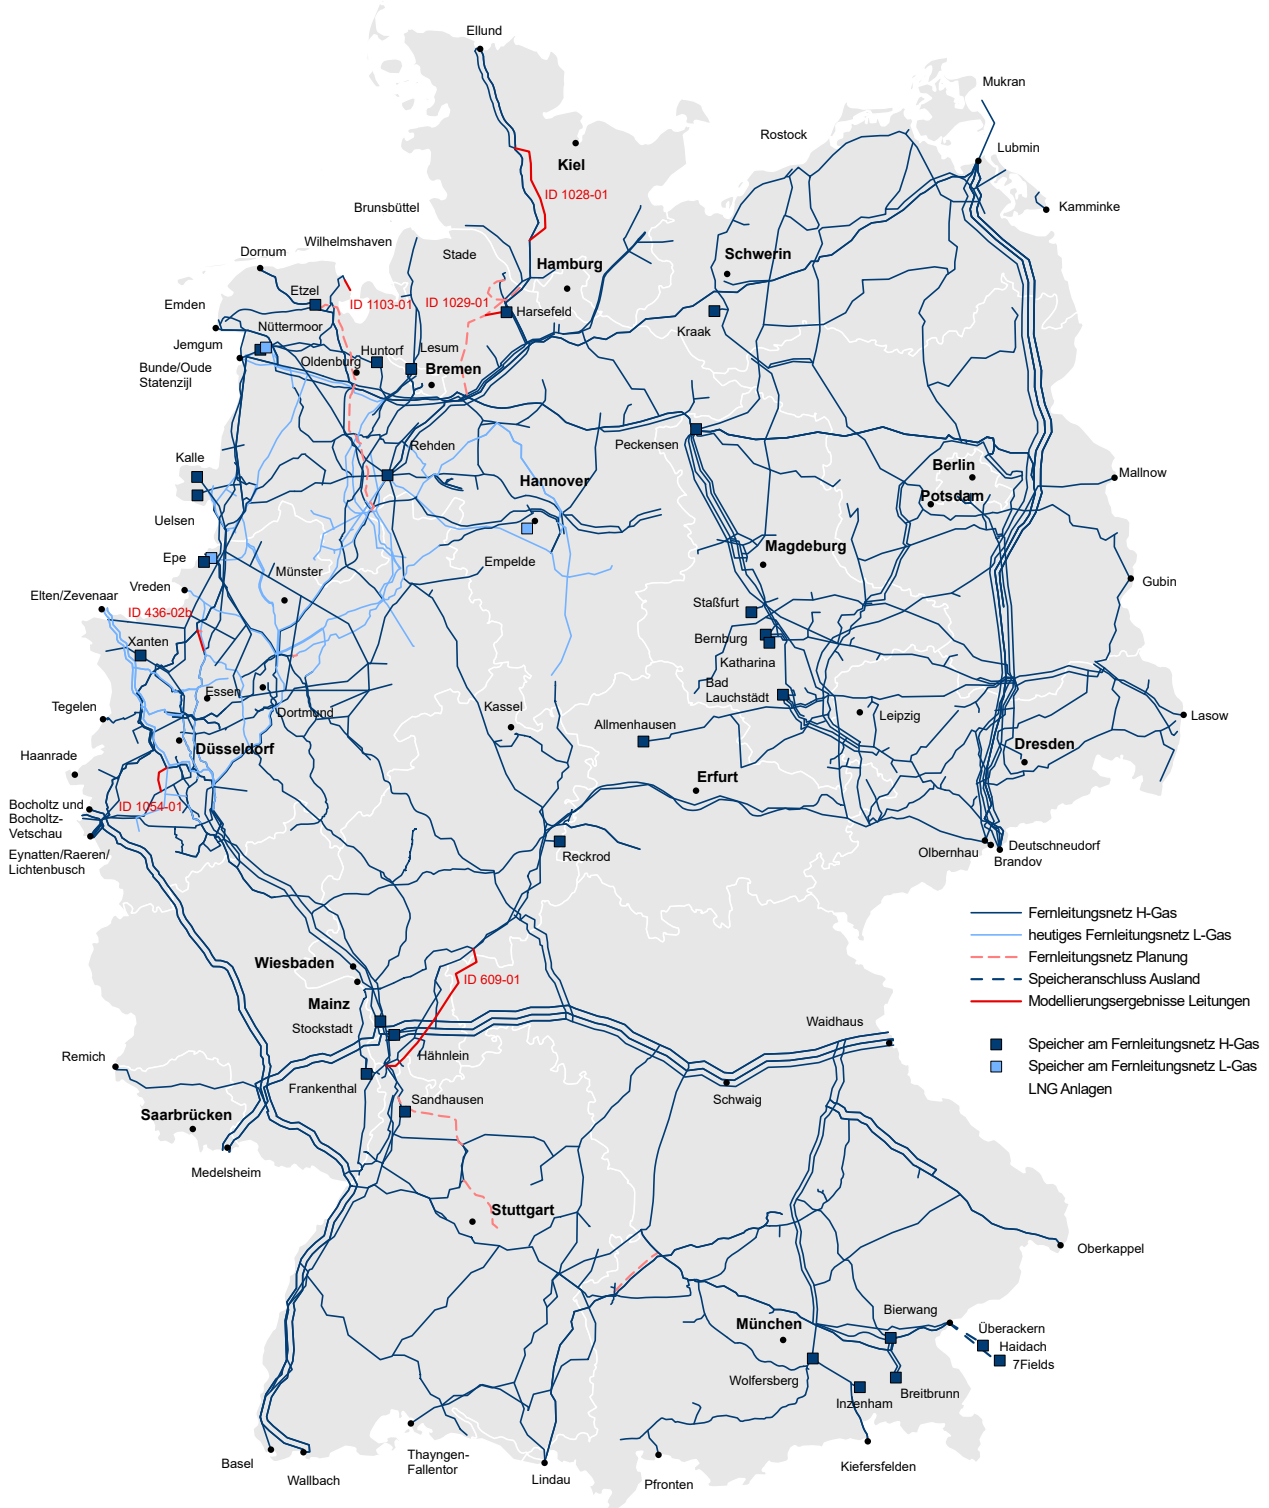 Ellund
Mukran
Rostock
Kiel
Lubmin
ID 1028-01
Brunsbüttel
Kamminke
Wilhelmshaven
Dornum
Stade
Hamburg
Schwerin
Etzel
ID 1103-01
ID 1029-01
Emden
Harsefeld
Nüttermoor
Kraak
Jemgum
Huntorf
Lesum
Oldenburg
Bunde/Oude
Statenzijl
Bremen
Rehden
Peckensen
Kalle
Berlin
Mallnow
Hannover
Potsdam
Uelsen
Magdeburg
Epe
Empelde
Münster
Gubin
Vreden
Elten/Zevenaar
Staßfurt
ID 436-02b
Xanten
Bernburg
Katharina
Bad
Lauchstädt
Essen
Tegelen
Dortmund
Kassel
Allmenhausen
Leipzig
Lasow
Düsseldorf
Haanrade
Dresden
Erfurt
ID 1054-01
Bocholtz und
Bocholtz-
Vetschau
Eynatten/Raeren/
Lichtenbusch
Reckrod
Olbernhau
Deutschneudorf
Brandov
Fernleitungsnetz H-Gas
heutiges Fernleitungsnetz L-Gas
Fernleitungsnetz Planung
Speicheranschluss Ausland
Modellierungsergebnisse Leitungen
Speicher am Fernleitungsnetz H-Gas
Speicher am Fernleitungsnetz L-Gas
LNG Anlagen
Wiesbaden
ID 609-01
Mainz
Stockstadt
Waidhaus
Remich
Hähnlein
Frankenthal
Sandhausen
Schwaig
Saarbrücken
Medelsheim
Stuttgart
Oberkappel
Bierwang
München
Überackern
Haidach
7Fields
Wolfersberg
Breitbrunn
Inzenham
Basel
Wallbach
Thayngen-
Fallentor
Lindau
Pfronten
Kiefersfelden